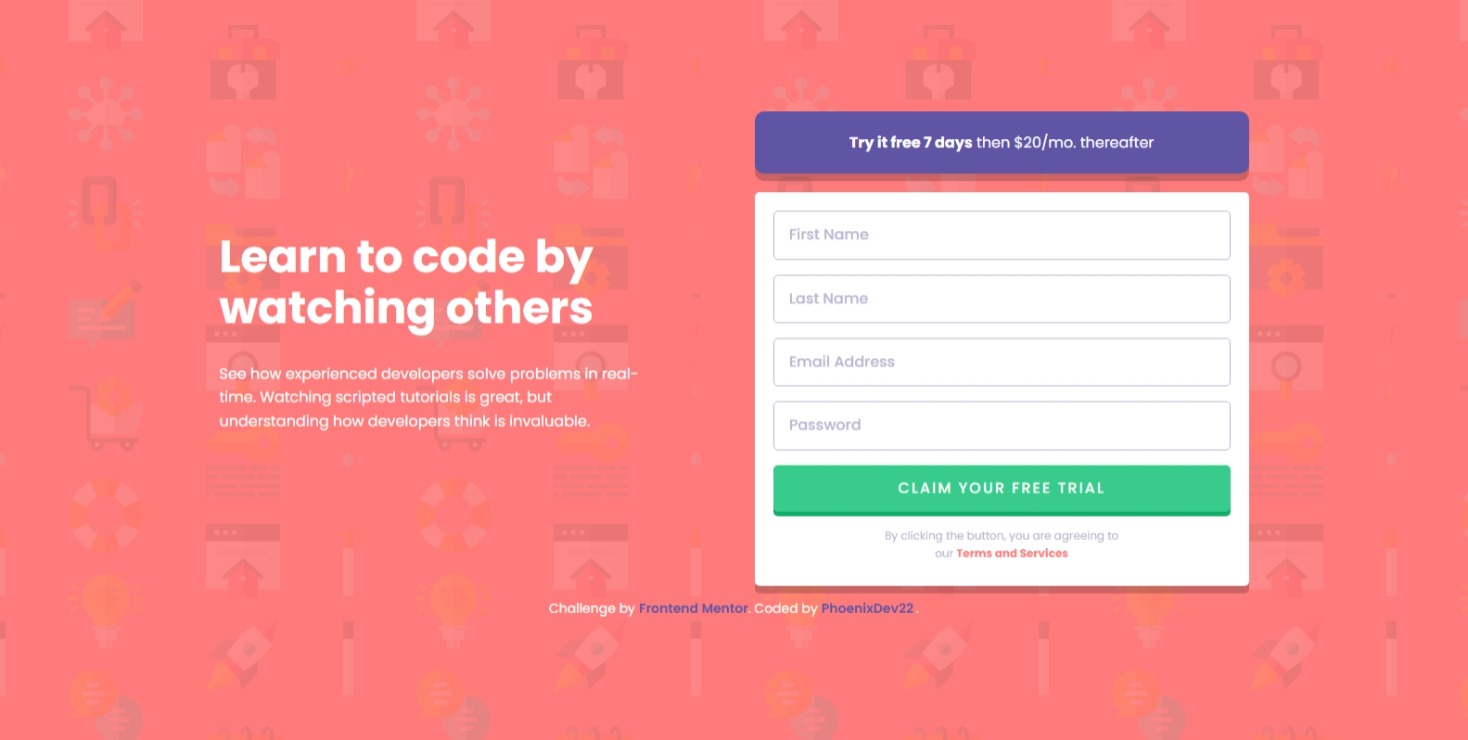 Learn to code by
watching others
See how experienced developers solve problems in real-
time. Watching scripted tutorials is great, but
understanding how developers think is invaluable.
Try it free 7 days then $20/mo. thereafter
First Name
Last Name
Email Address
Password
CLAIM YOUR FREE TRIAL
By clicking the button, you are agreeing to
our Terms and Services
Challenge by Frontend Mentor. Coded by PhoenixDev22 .